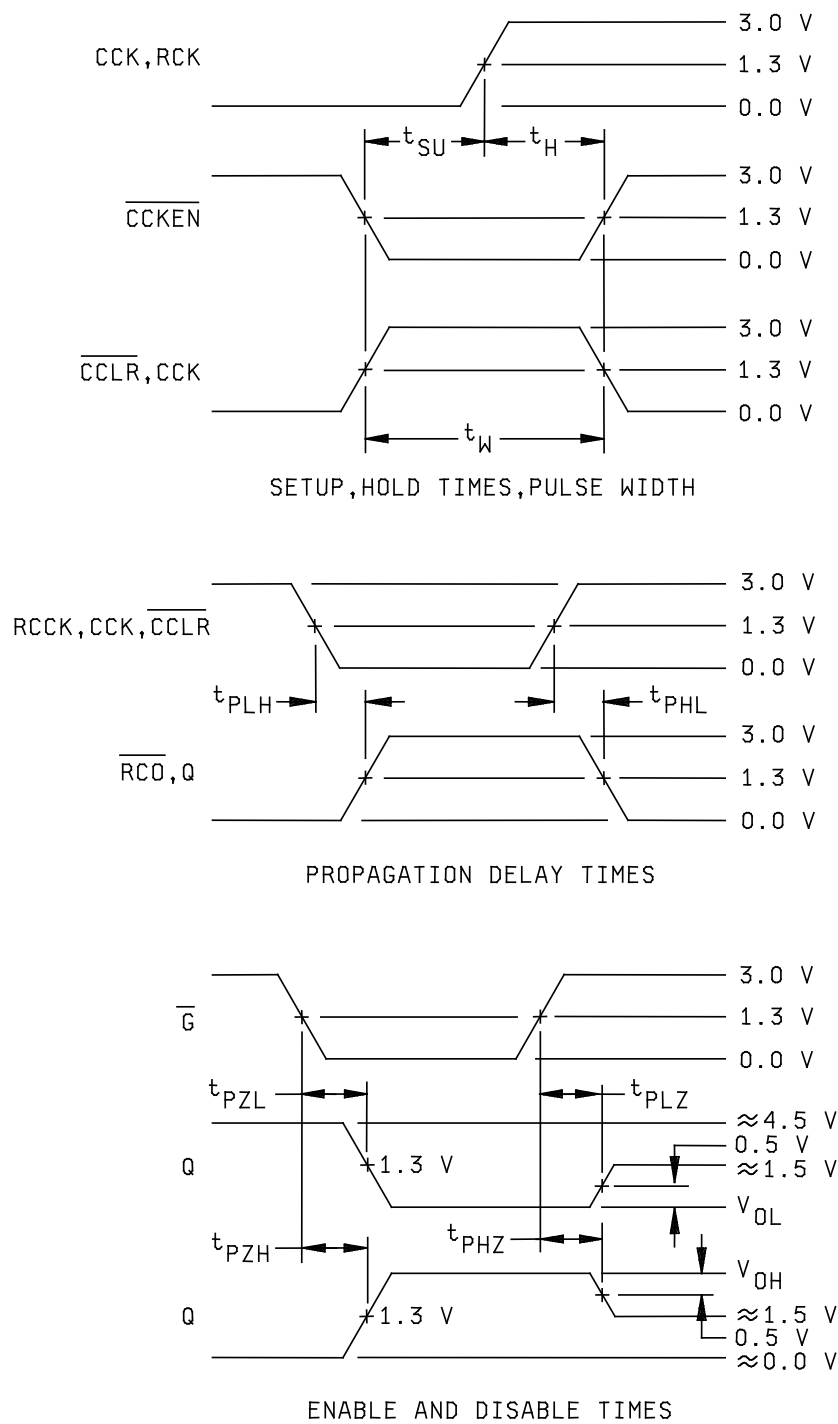 3.0 V
CCK,RCK
1.3 V
0.0 V
tSU
tH
3.0 V
CCKEN
1.3 V
0.0 V
3.0 V
CCLR,CCK
1.3 V
0.0 V
tW
SETUP,HOLD TIMES,PULSE WIDTH
3.0 V
RCCK,CCK,CCLR
1.3 V
0.0 V
tPLH
tPHL
3.0 V
RCO,Q
1.3 V
0.0 V
PROPAGATION DELAY TIMES
3.0 V
G
1.3 V
0.0 V
tPZL
tPLZ
≈4.5 V
0.5 V
Q
1.3 V
≈1.5 V
VOL
tPZH
tPHZ
VOH
Q
1.3 V
≈1.5 V
0.5 V
≈0.0 V
ENABLE AND DISABLE TIMES